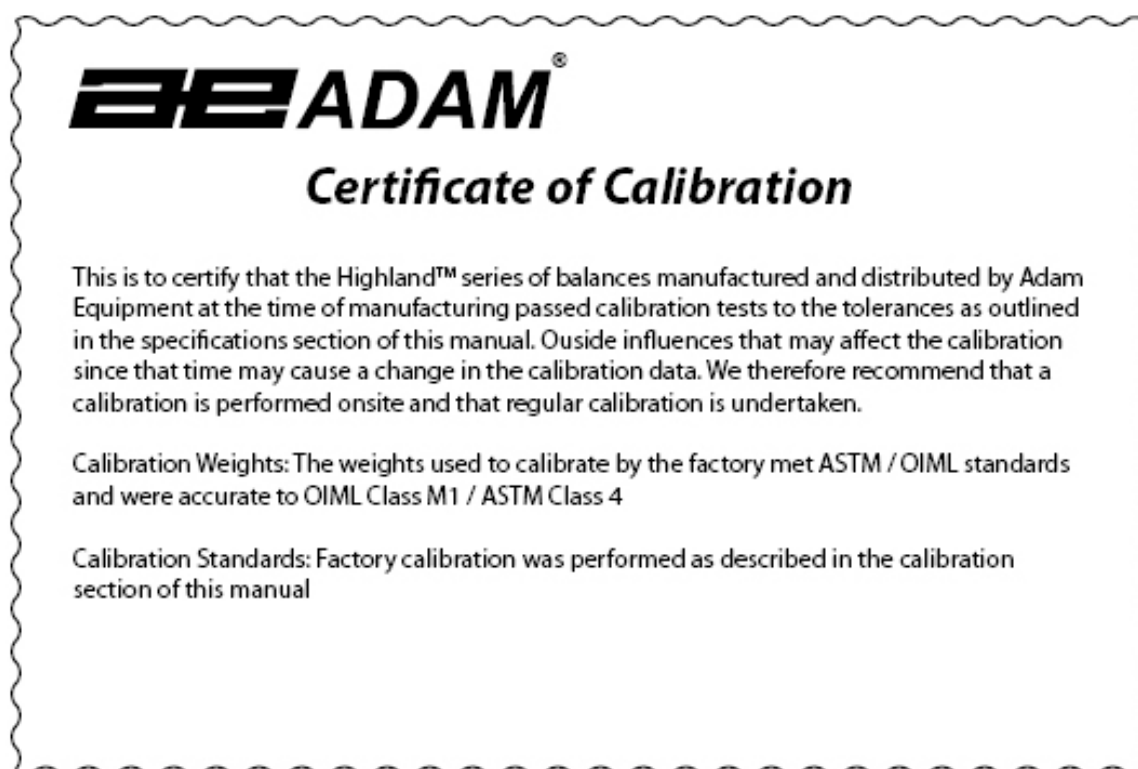 ae ADAM®
Certificate of Calibration
This is to certify that the Highland™ series of balances manufactured and distributed by Adam
Equipment at the time of manufacturing passed calibration tests to the tolerances as outlined
in the specifications section of this manual. Ouside influences that may affect the calibration
since that time may cause a change in the calibration data. We therefore recommend that a
calibration is performed onsite and that regular calibration is undertaken.
Calibration Weights: The weights used to calibrate by the factory met ASTM / OIML standards
and were accurate to OIML Class M1 / ASTM Class 4
Calibration Standards: Factory calibration was performed as described in the calibration
section of this manual